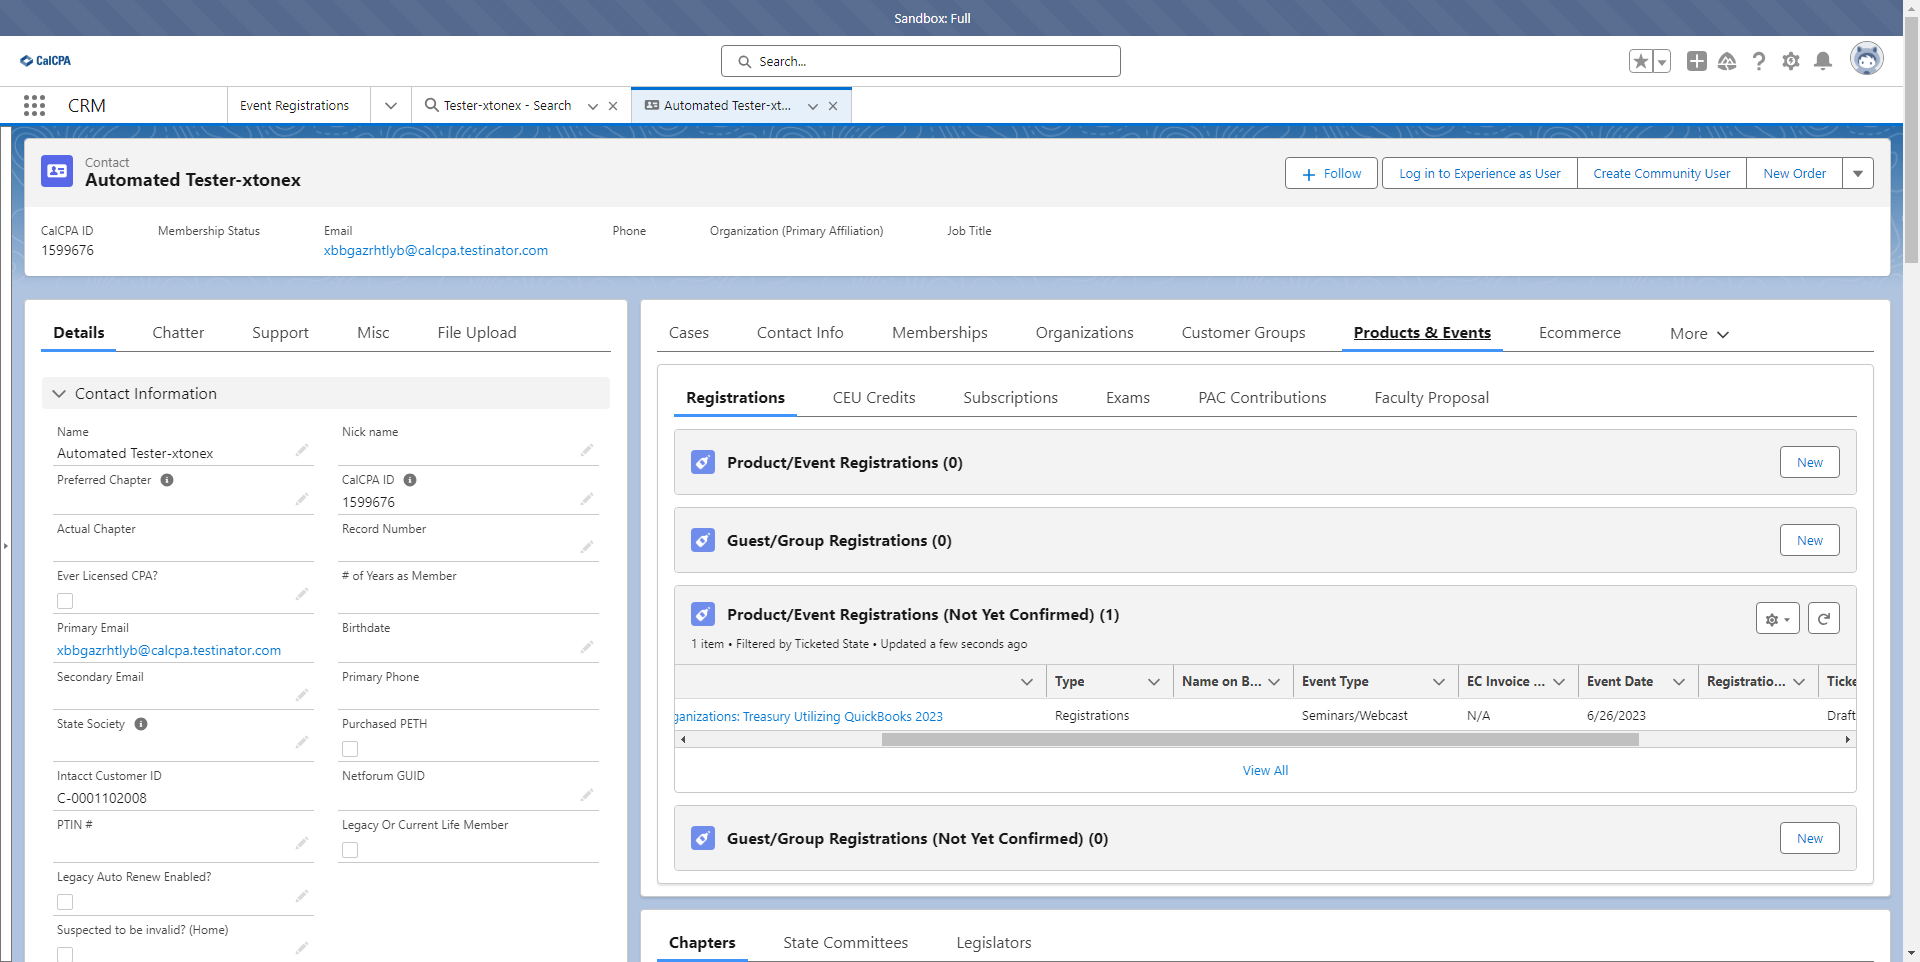 Sandbox: Full
CalCPA
Search...
CRM
Event Registrations
Tester-xtonex - Search
Automated Tester-xt...
Contact
Automated Tester-xtonex
Follow
Log in to Experience as User
Create Community User
New Order
CalCPA ID
1599676
Membership Status
Email
xbbgazrhtlyb@calcpa.testinator.com
Phone
Organization (Primary Affiliation)
Job Title
Details
Chatter
Support
Misc
File Upload
Contact Information
Name
Automated Tester-xtonex
Nick name
Preferred Chapter
CalCPA ID
1599676
Actual Chapter
Record Number
Ever Licensed CPA?
# of Years as Member
Primary Email
xbbgazrhtlyb@calcpa.testinator.com
Birthdate
Secondary Email
Primary Phone
State Society
Purchased PETH
Intacct Customer ID
C-0001102008
Netforum GUID
PTIN #
Legacy Or Current Life Member
Legacy Auto Renew Enabled?
Suspected to be invalid? (Home)
Cases
Contact Info
Memberships
Organizations
Customer Groups
Products & Events
Ecommerce
More
Registrations
CEU Credits
Subscriptions
Exams
PAC Contributions
Faculty Proposal
Product/Event Registrations (0)
New
Guest/Group Registrations (0)
New
Product/Event Registrations (Not Yet Confirmed) (1)
1 item • Filtered by Ticketed State • Updated a few seconds ago
Type
Name on B...
Event Type
EC Invoice ...
Event Date
Registratio...
Ticke
ganizations: Treasury Utilizing QuickBooks 2023
Registrations
Seminars/Webcast
N/A
6/26/2023
Draft
View All
Guest/Group Registrations (Not Yet Confirmed) (0)
New
Chapters
State Committees
Legislators